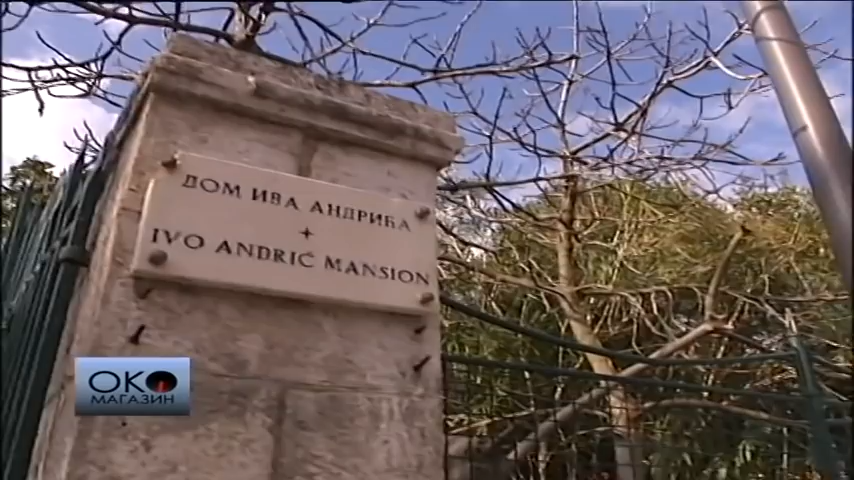 ДОМ ИВА АНДРИЋА
+
IVO ANDRIĆ MANSION
ОКО
МАГАЗИН